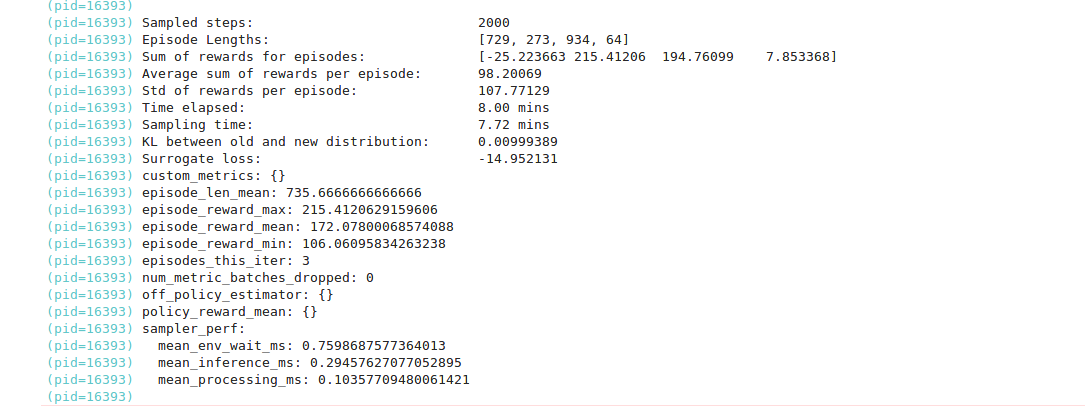 (pid=16393)
(pid=16393) Sampled steps: 2000
(pid=16393) Episode Lengths: [729, 273, 934, 64]
(pid=16393) Sum of rewards for episodes: [-25.223663 215.41206 194.76099 7.853368]
(pid=16393) Average sum of rewards per episode: 98.20069
(pid=16393) Std of rewards per episode: 107.77129
(pid=16393) Time elapsed: 8.00 mins
(pid=16393) Sampling time: 7.72 mins
(pid=16393) KL between old and new distribution: 0.00999389
(pid=16393) Surrogate loss: -14.952131
(pid=16393) custom_metrics: {}
(pid=16393) episode_len_mean: 735.6666666666666
(pid=16393) episode_reward_max: 215.4120629159606
(pid=16393) episode_reward_mean: 172.07800068574088
(pid=16393) episode_reward_min: 106.06095834263238
(pid=16393) episodes_this_iter: 3
(pid=16393) num_metric_batches_dropped: 0
(pid=16393) off_policy_estimator: {}
(pid=16393) policy_reward_mean: {}
(pid=16393) sampler_perf:
(pid=16393)   mean_env_wait_ms: 0.7598687577364013
(pid=16393)   mean_inference_ms: 0.29457627077052895
(pid=16393)   mean_processing_ms: 0.10357709480061421
(pid=16393)